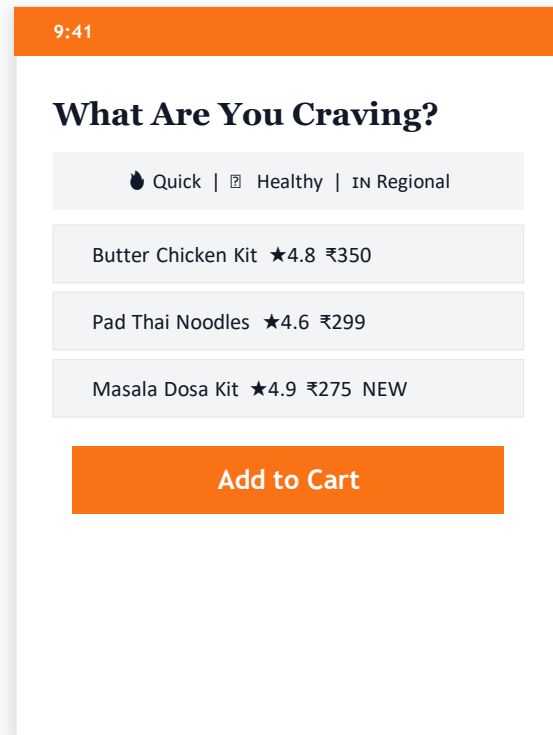 9:41
What Are You Craving?
Quick | Healthy | IN Regional
Butter Chicken Kit ★4.8 ₹350
Pad Thai Noodles ★4.6 ₹299
Masala Dosa Kit ★4.9 ₹275 NEW
Add to Cart